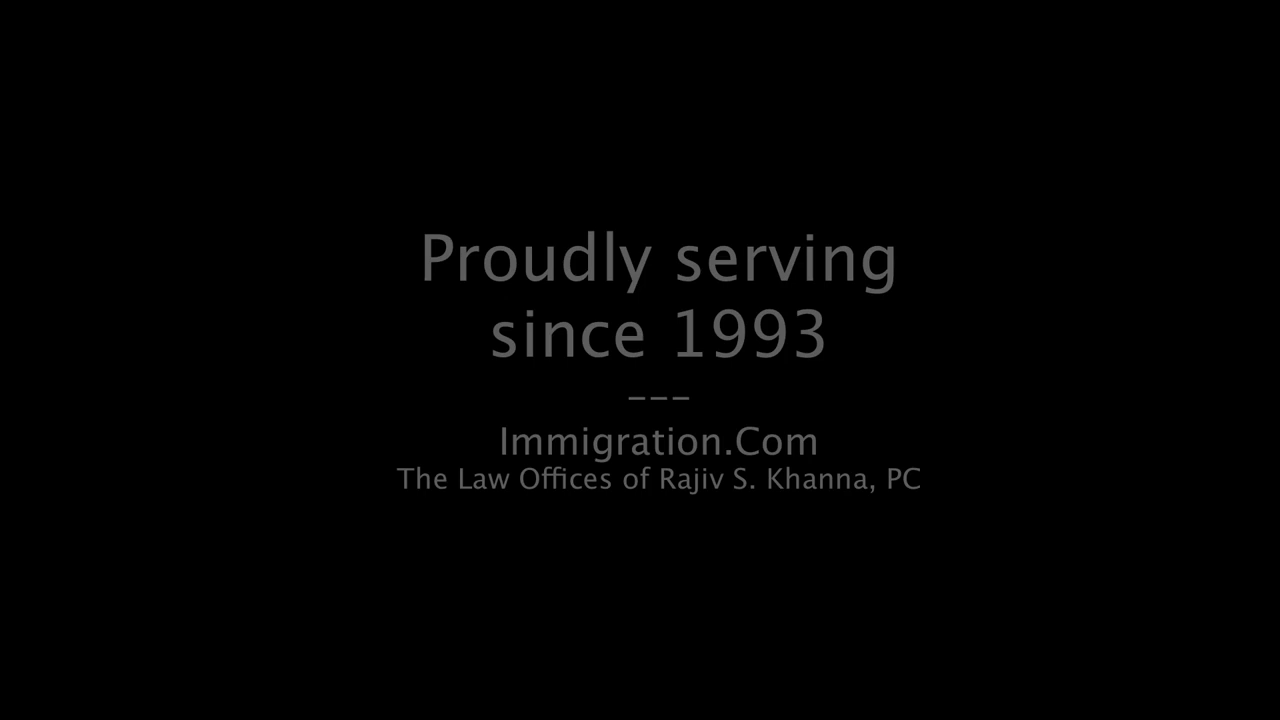 Proudly serving
since 1993
---
Immigration.Com
The Law Offices of Rajiv S. Khanna, PC